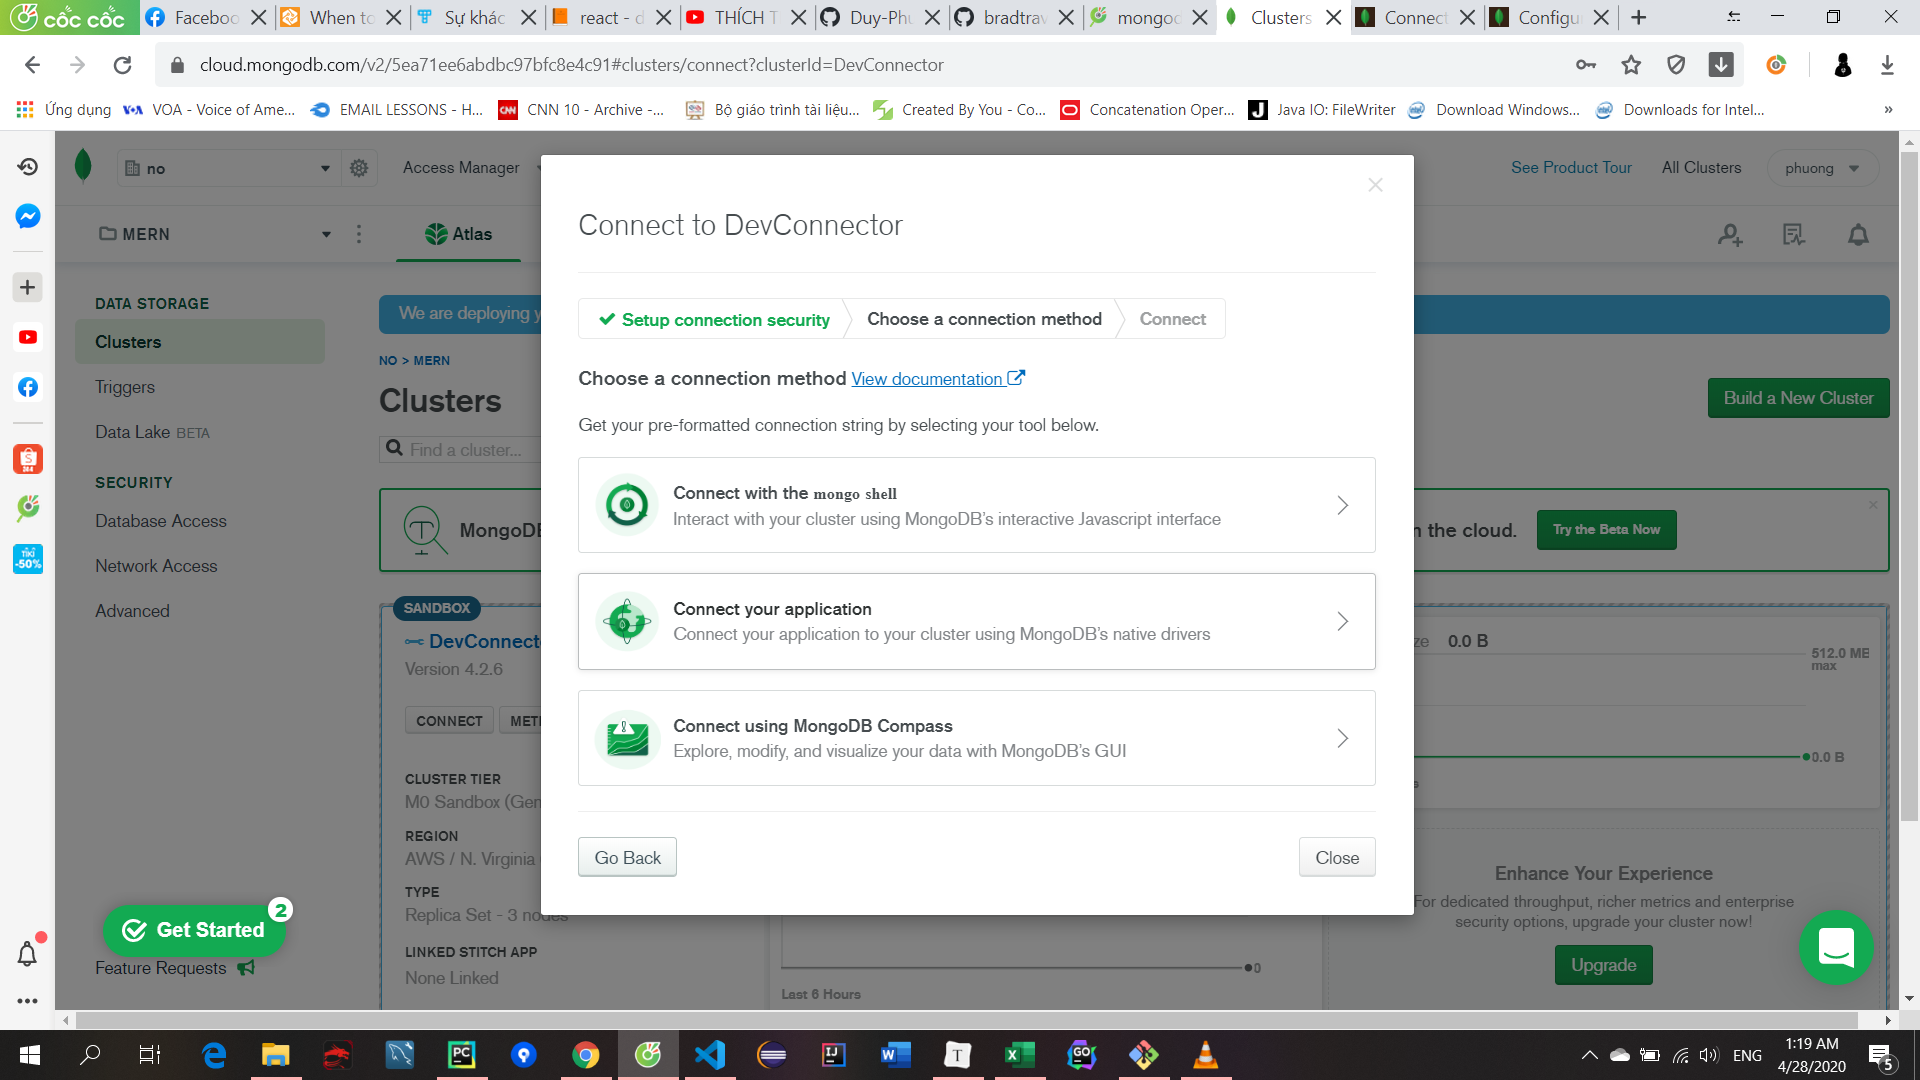 cốc cốc
Faceboo
When to
Sự khác
react - d
THÍCH T
Duy-Phu
bradtrav
mongod
Clusters
Connect
Configu
cloud.mongodb.com/v2/5ea71ee6abdbc97bfc8e4c91#clusters/connect?clusterId=DevConnector
Ứng dụng
VOA - Voice of Ame...
EMAIL LESSONS - H...
CNN 10 - Archive -...
Bộ giáo trình tài liệu...
Created By You - Co...
Concatenation Oper...
Java IO: FileWriter
Download Windows...
Downloads for Intel...
»
no
Access Manager
See Product Tour
All Clusters
phuong
MERN
Atlas
DATA STORAGE
Clusters
Triggers
Data Lake BETA
SECURITY
Database Access
Network Access
Advanced
Get Started
2
Feature Requests
We are deploying y
NO > MERN
Clusters
Find a cluster...
Build a New Cluster
MongoDB
n the cloud.
Try the Beta Now
SANDBOX
DevConnect
Version 4.2.6
CONNECT
METR
CLUSTER TIER
M0 Sandbox (Gen
REGION
AWS / N. Virginia
TYPE
Replica Set - 3 nodes
LINKED STITCH APP
None Linked
Connect to DevConnector
Setup connection security
Choose a connection method
Connect
Choose a connection method View documentation
Get your pre-formatted connection string by selecting your tool below.
Connect with the mongo shell
Interact with your cluster using MongoDB's interactive Javascript interface
Connect your application
Connect your application to your cluster using MongoDB's native drivers
Connect using MongoDB Compass
Explore, modify, and visualize your data with MongoDB's GUI
Go Back
Close
0.0 B
512.0 MB
max
0.0 B
0
Last 6 Hours
Enhance Your Experience
For dedicated throughput, richer metrics and enterprise
security options, upgrade your cluster now!
Upgrade
TIKI
-50%
ENG
1:19 AM
4/28/2020
5